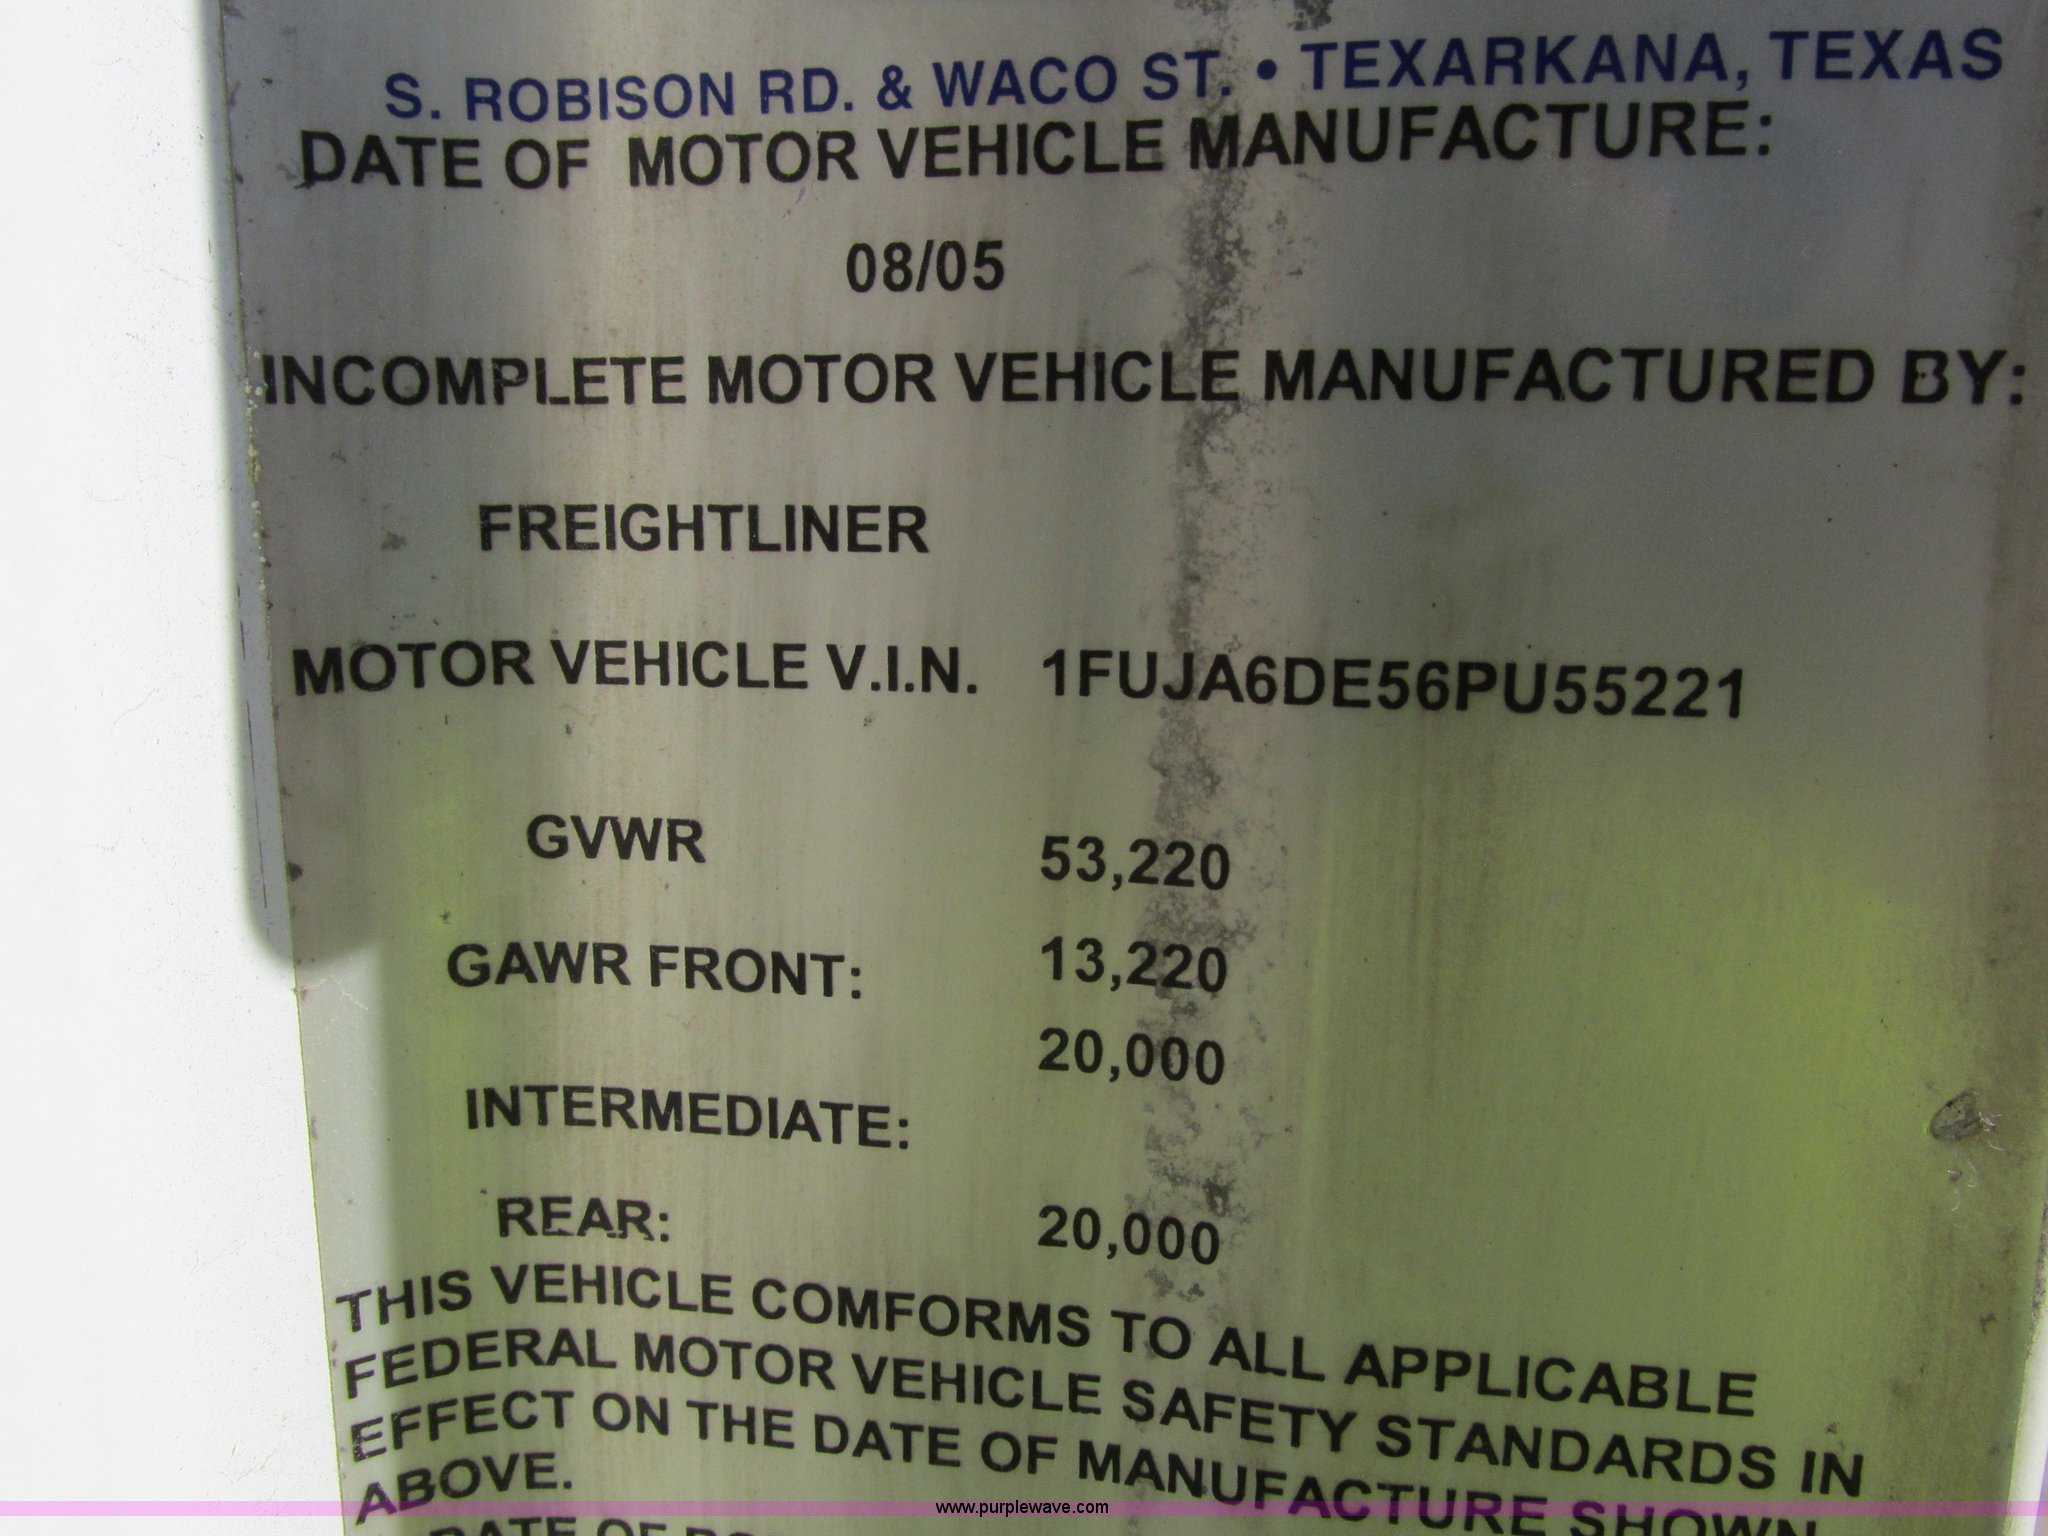 S. ROBISON RD. & WACO ST. • TEXARKANA, TEXAS
DATE OF MOTOR VEHICLE MANUFACTURE:
08/05
INCOMPLETE MOTOR VEHICLE MANUFACTURED BY:
FREIGHTLINER
MOTOR VEHICLE V.I.N. 1FUJA6DE56PU55221
GVWR 53,220
GAWR FRONT: 13,220
20,000
INTERMEDIATE:
REAR: 20,000
THIS VEHICLE COMFORMS TO ALL APPLICABLE
FEDERAL MOTOR VEHICLE SAFETY STANDARDS IN
EFFECT ON THE DATE OF MANUFACTURE SHOWN
ABOVE.
www.purplewave.com
DATE OF